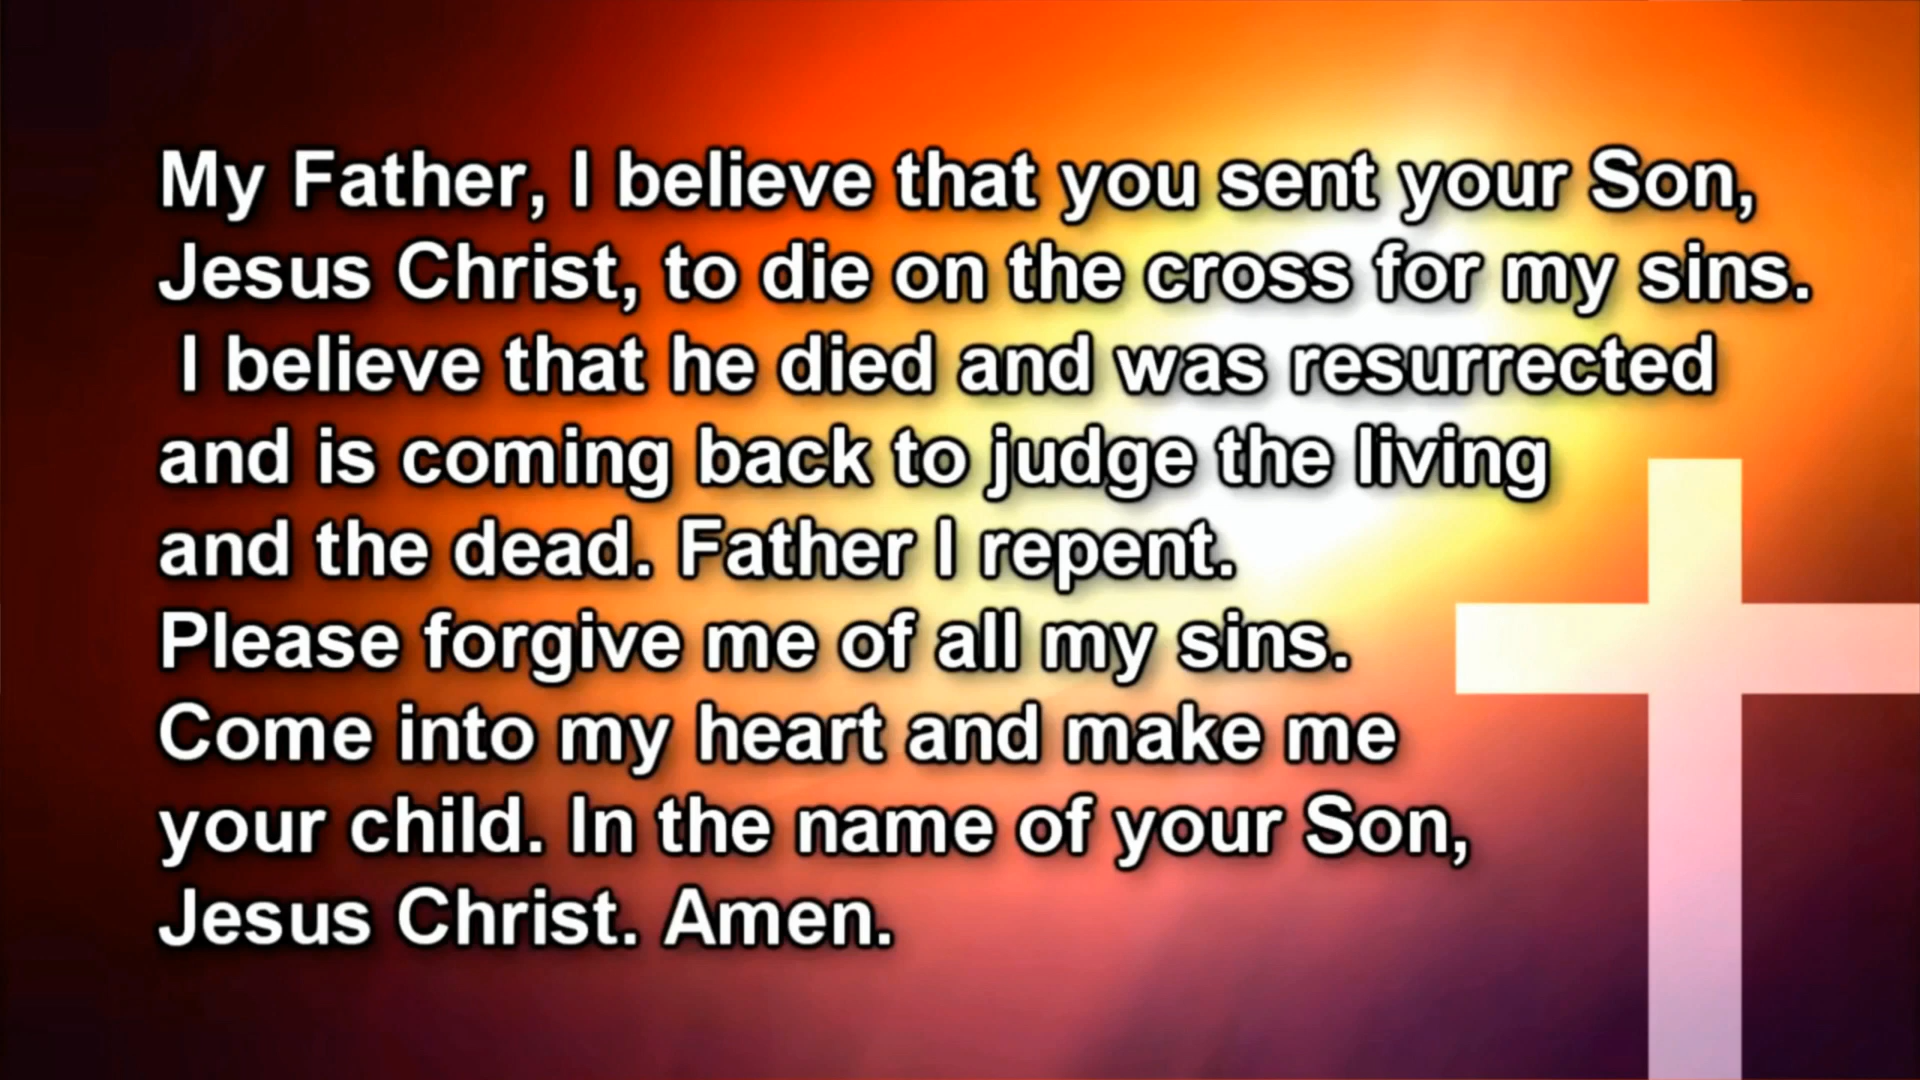 My Father, I believe that you sent your Son,
Jesus Christ, to die on the cross for my sins.
I believe that he died and was resurrected
and is coming back to judge the living
and the dead. Father I repent.
Please forgive me of all my sins.
Come into my heart and make me
your child. In the name of your Son,
Jesus Christ. Amen.